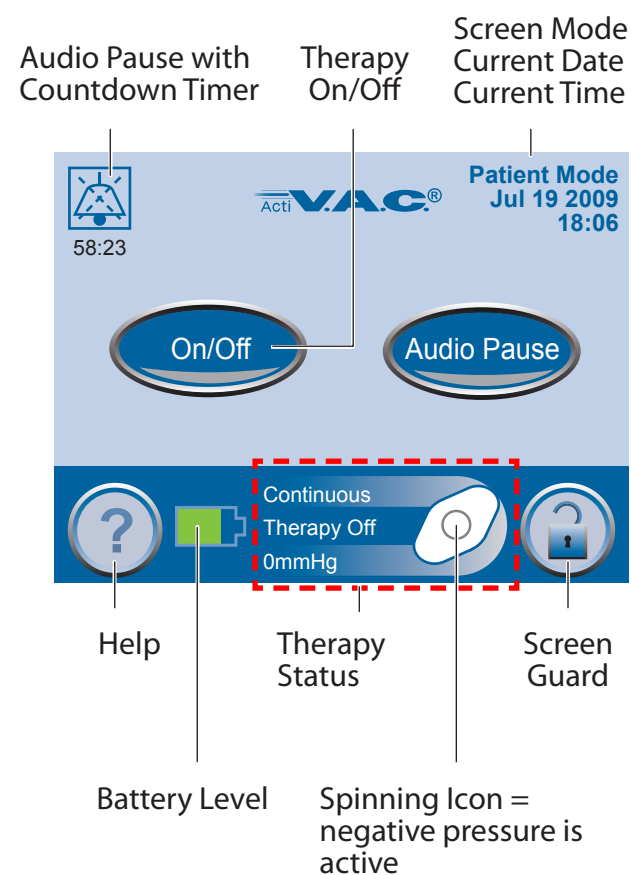 Audio Pause with
Countdown Timer
Therapy
On/Off
Screen Mode
Current Date
Current Time
58:23
Acti V.A.C.®
Patient Mode
Jul 19 2009
18:06
On/Off
Audio Pause
?
Continuous
Therapy Off
0mmHg
Help
Therapy
Status
Screen
Guard
Battery Level
Spinning Icon =
negative pressure is
active